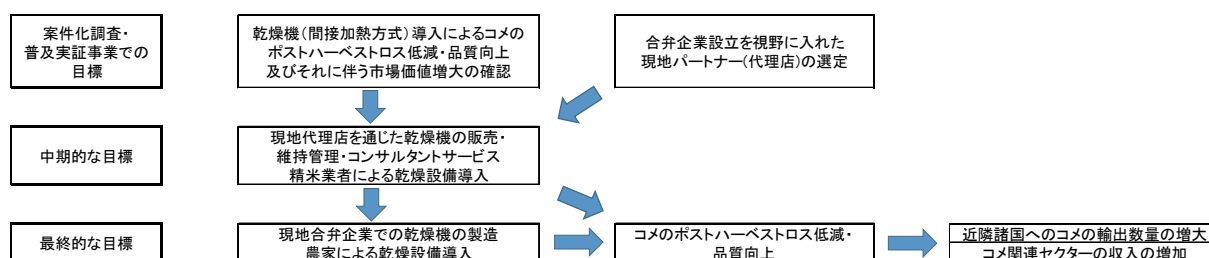 案件化調査・
普及実証事業での
目標
乾燥機(間接加熱方式)導入によるコメの
ポストハーベストロス低減・品質向上
及びそれに伴う市場価値増大の確認
合弁企業設立を視野に入れた
現地パートナー(代理店)の選定
中期的な目標
現地代理店を通じた乾燥機の販売・
維持管理・コンサルタントサービス
精米業者による乾燥設備導入
最終的な目標
現地合弁企業での乾燥機の製造
農家による乾燥設備導入
コメのポストハーベストロス低減・
品質向上
近隣諸国へのコメの輸出数量の増大
コメ関連セクターの収入の増加